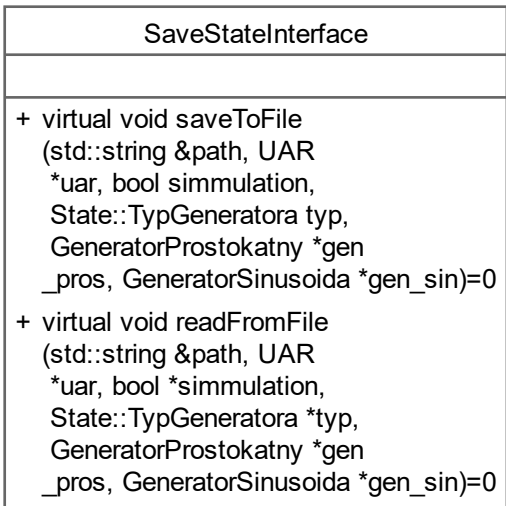 SaveStateInterface
+ virtual void saveToFile
(std::string &path, UAR
*uar, bool simmulation,
State::TypGeneratora typ,
GeneratorProstokatny *gen
_pros, GeneratorSinusoida *gen_sin)=0
+ virtual void readFromFile
(std::string &path, UAR
*uar, bool *simmulation,
State::TypGeneratora *typ,
GeneratorProstokatny *gen
_pros, GeneratorSinusoida *gen_sin)=0